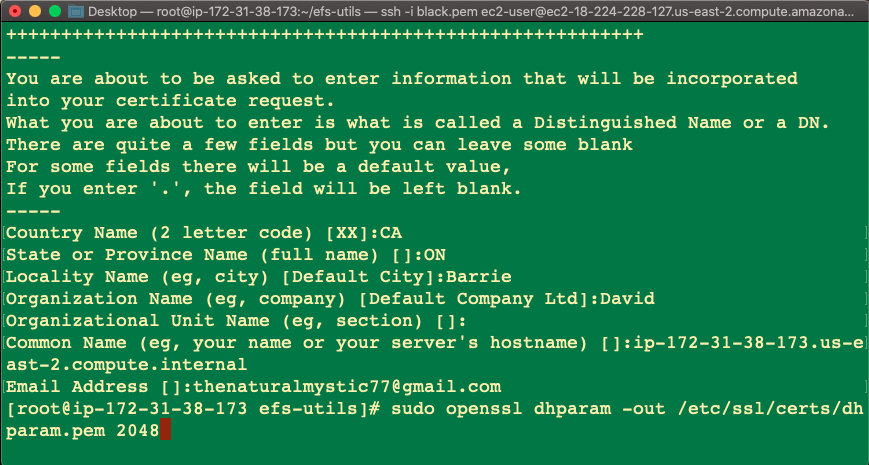 Desktop — root@ip-172-31-38-173:~/efs-utils — ssh -i black.pem ec2-user@ec2-18-224-228-127.us-east-2.compute.amazona...
++++++++++++++++++++++++++++++++++++++++++++++++++++++++++
-----
You are about to be asked to enter information that will be incorporated
into your certificate request.
What you are about to enter is what is called a Distinguished Name or a DN.
There are quite a few fields but you can leave some blank
For some fields there will be a default value,
If you enter '.', the field will be left blank.
-----
Country Name (2 letter code) [XX]:CA
State or Province Name (full name) []:ON
Locality Name (eg, city) [Default City]:Barrie
Organization Name (eg, company) [Default Company Ltd]:David
Organizational Unit Name (eg, section) []:
Common Name (eg, your name or your server's hostname) []:ip-172-31-38-173.us-e
ast-2.compute.internal
Email Address []:thenaturalmystic77@gmail.com
[root@ip-172-31-38-173 efs-utils]# sudo openssl dhparam -out /etc/ssl/certs/dh
param.pem 2048